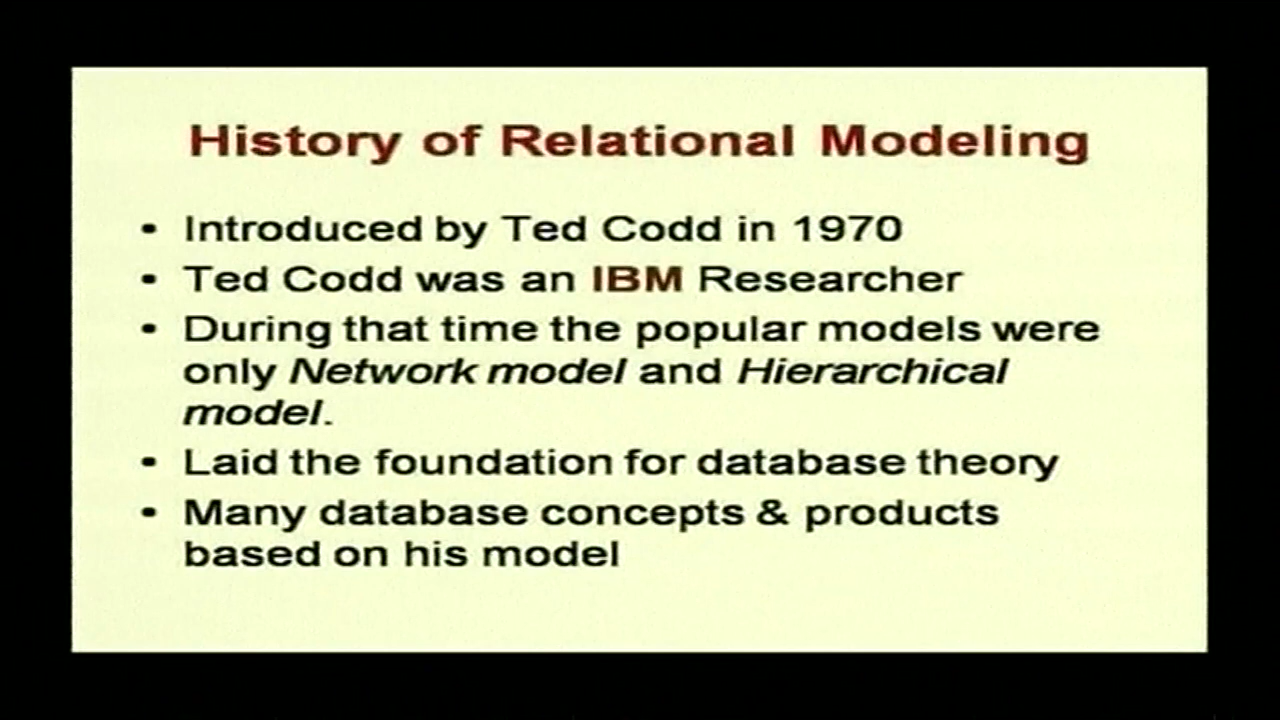 History of Relational Modeling
• Introduced by Ted Codd in 1970
• Ted Codd was an IBM Researcher
• During that time the popular models were
only Network model and Hierarchical
model.
• Laid the foundation for database theory
• Many database concepts & products
based on his model